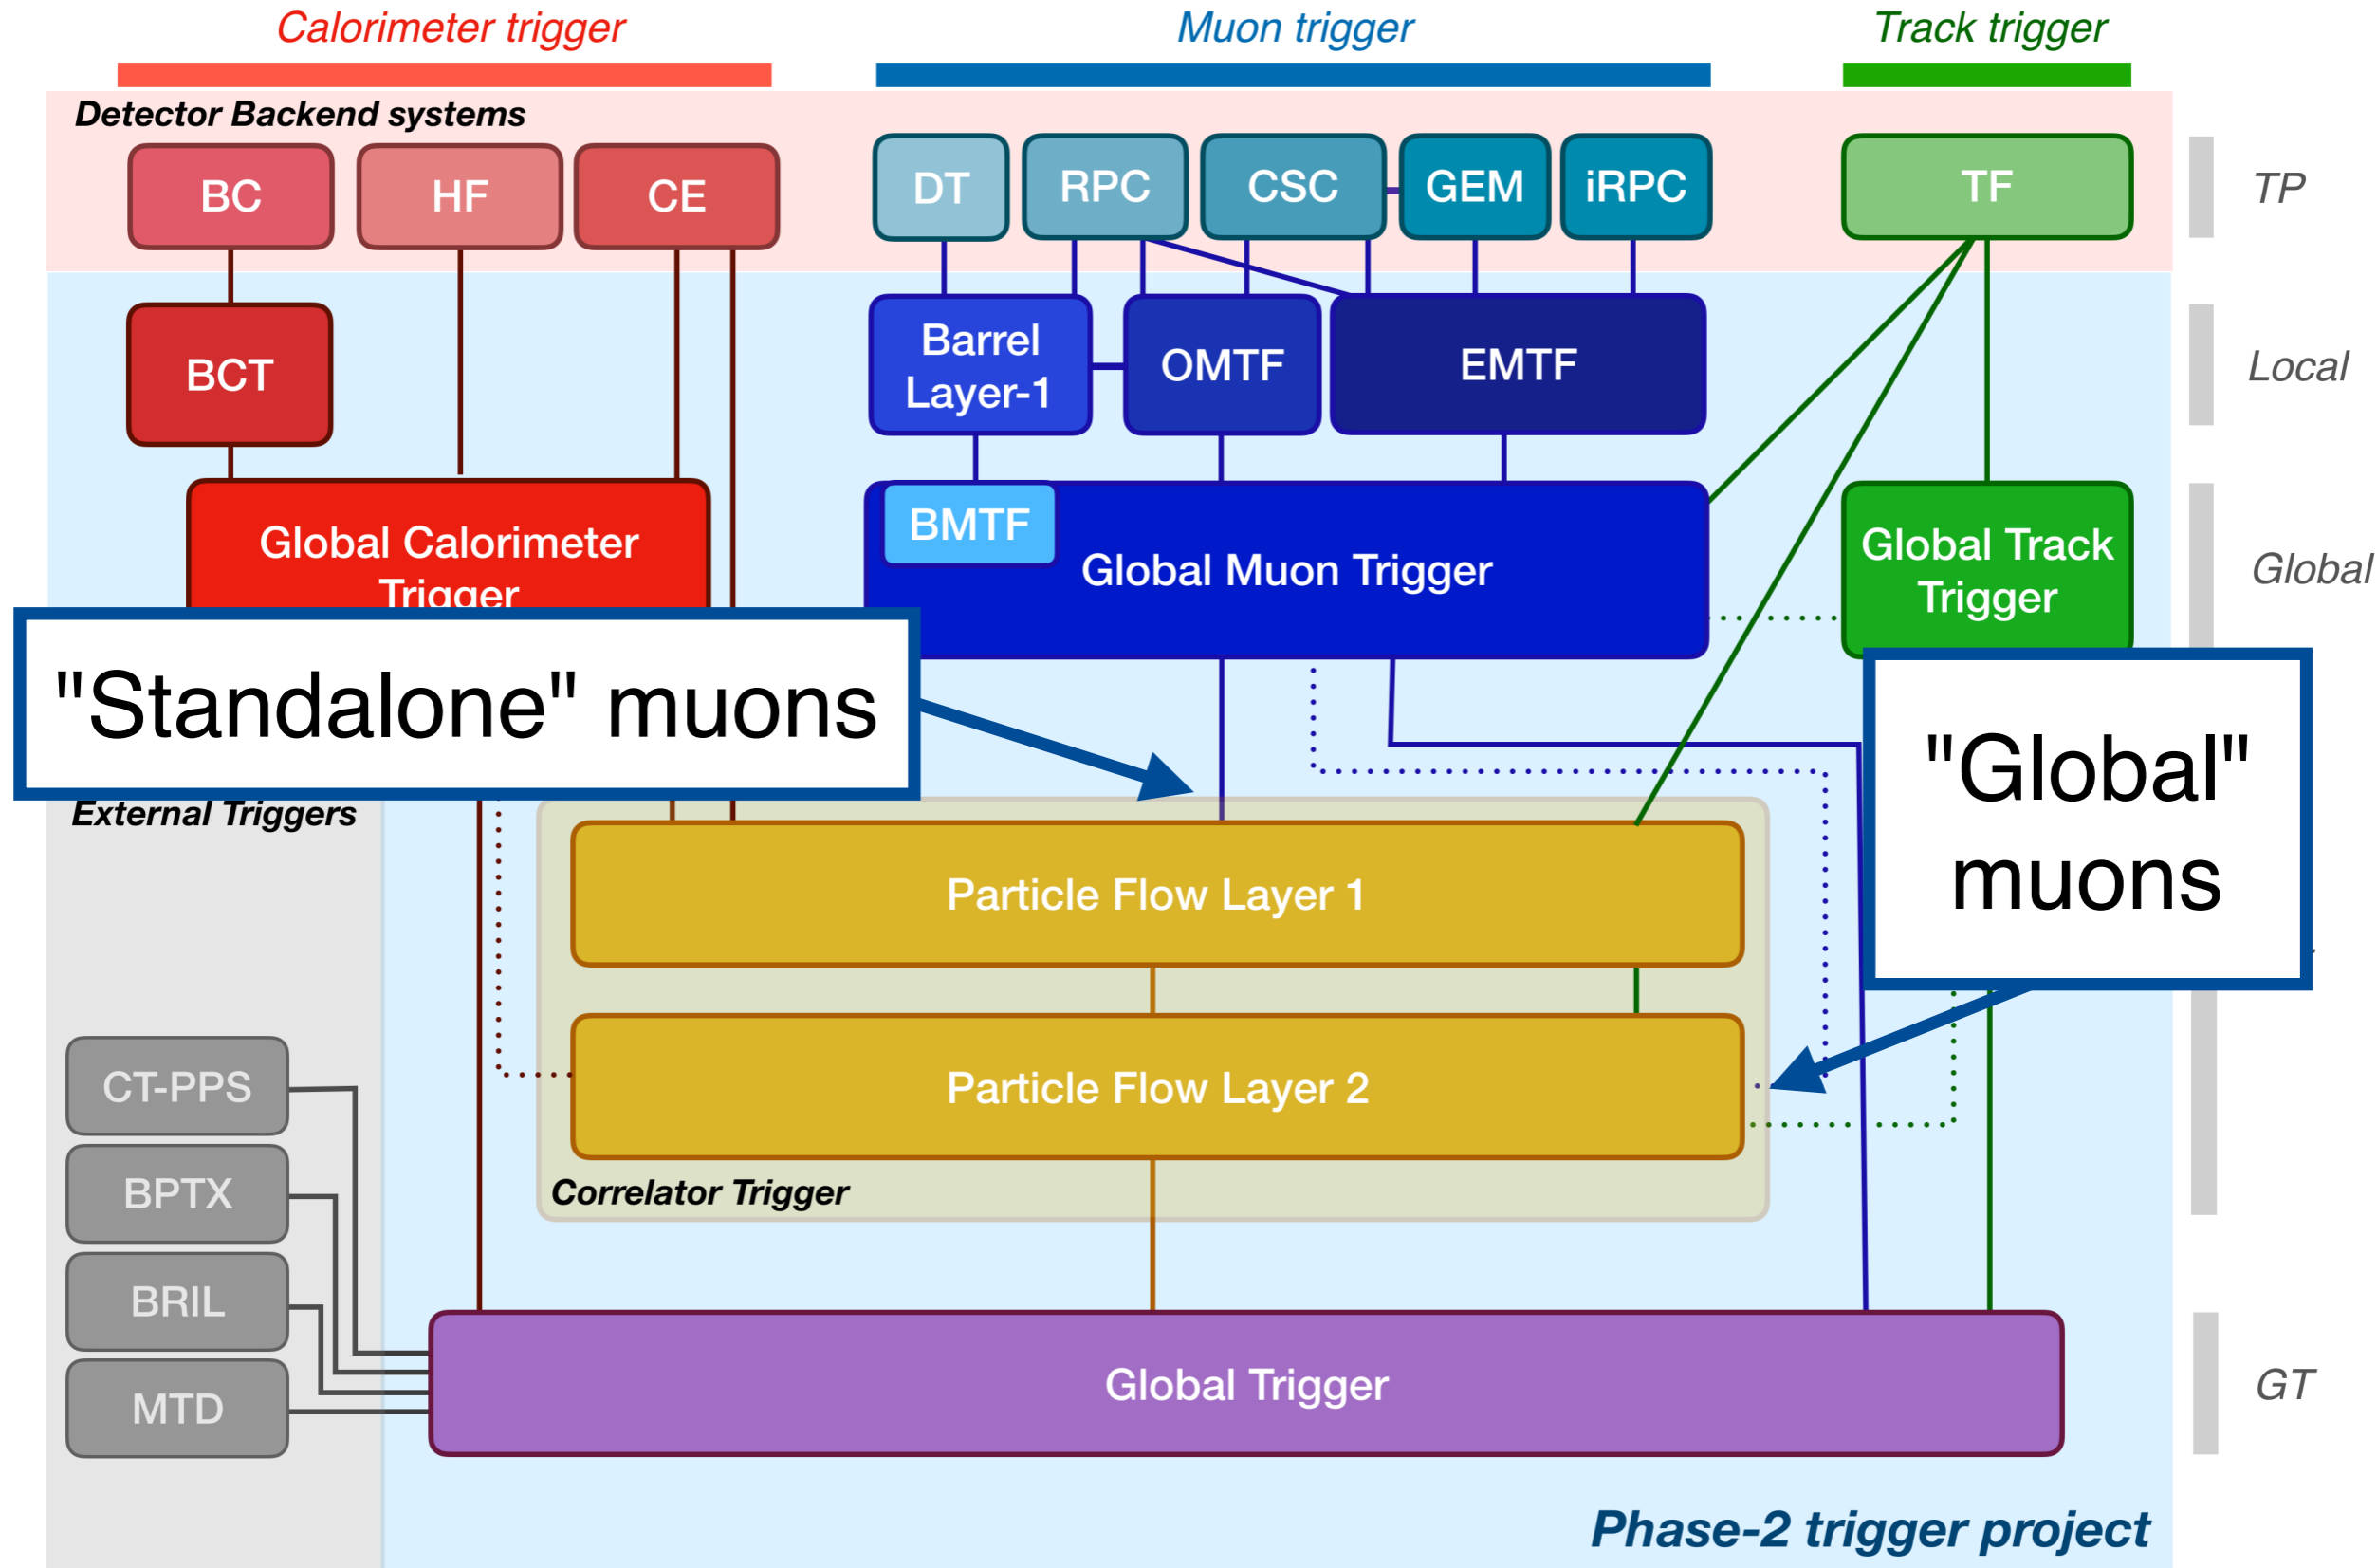 Calorimeter trigger
Muon trigger
Track trigger
Detector Backend systems
BC
HF
CE
DT
RPC
CSC
GEM
iRPC
TF
TP
BCT
Barrel
Layer-1
OMTF
EMTF
Local
Global Calorimeter
Trigger
BMTF
Global Muon Trigger
Global Track
Trigger
Global
"Standalone" muons
"Global"
muons
External Triggers
Particle Flow Layer 1
Particle Flow Layer 2
Correlator Trigger
CT-PPS
BPTX
BRIL
MTD
Global Trigger
GT
Phase-2 trigger project